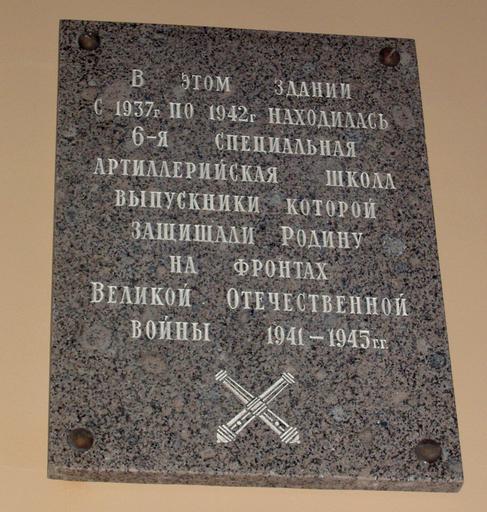 В ЭТОМ ЗДАНИИ
С 1937г ПО 1942г НАХОДИЛАСЬ
6-Я СПЕЦИАЛЬНАЯ
АРТИЛЛЕРИЙСКАЯ ШКОЛА
ВЫПУСКНИКИ КОТОРОЙ
ЗАЩИЩАЛИ РОДИНУ
НА ФРОНТАХ
ВЕЛИКОЙ ОТЕЧЕСТВЕННОЙ
ВОЙНЫ 1941–1945г.г.